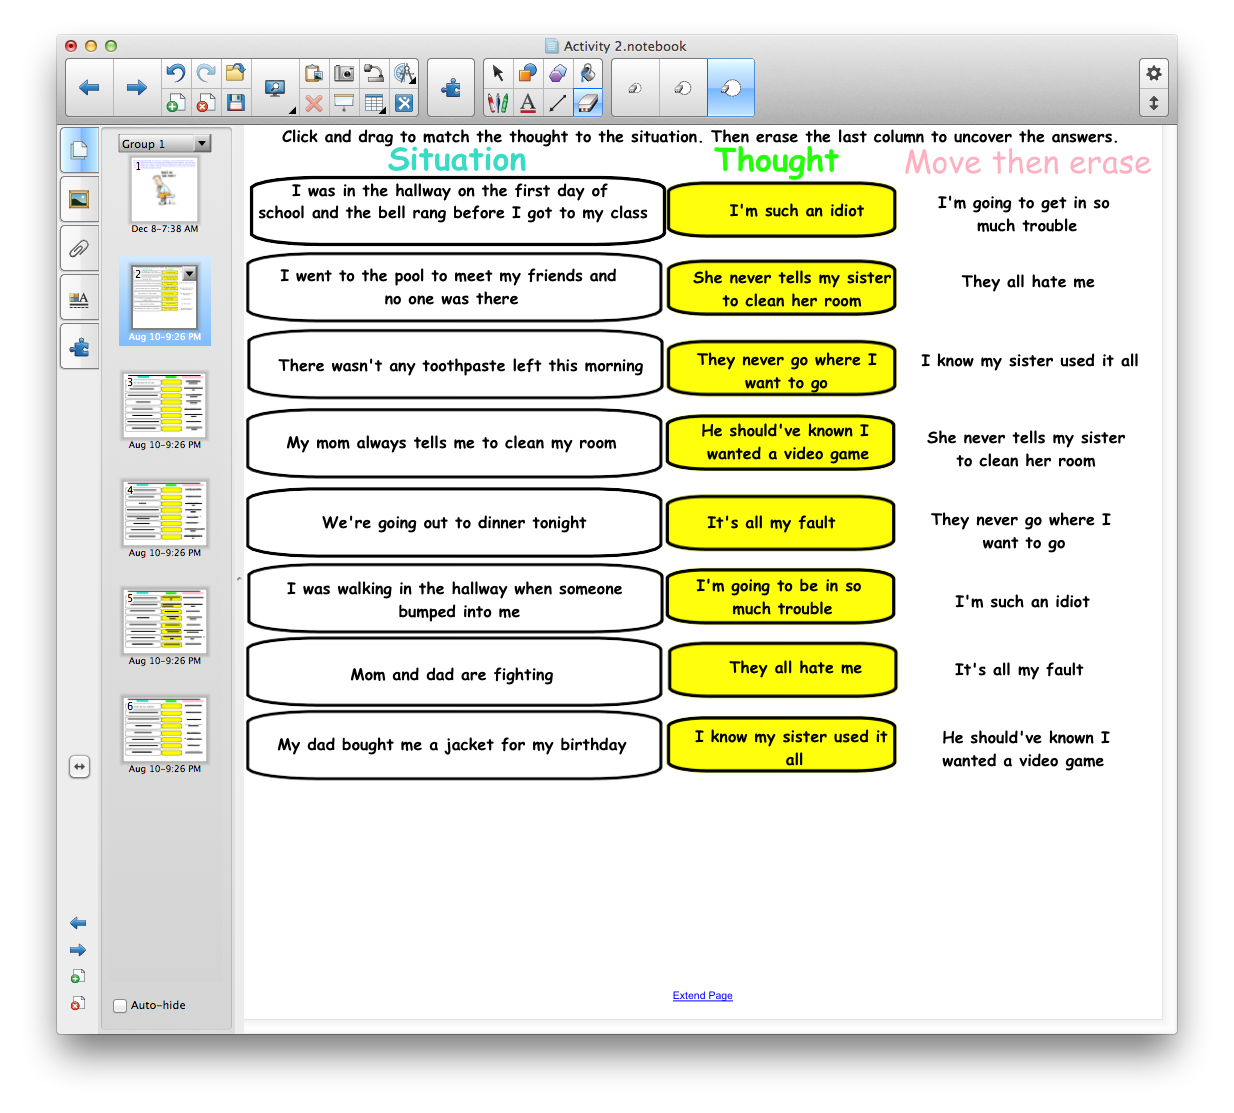 Activity 2.notebook
Group 1
1
Dec 8-7:38 AM
2
Aug 10-9:26 PM
3
Aug 10-9:26 PM
4
Aug 10-9:26 PM
5
Aug 10-9:26 PM
6
Aug 10-9:26 PM
Auto-hide
Click and drag to match the thought to the situation. Then erase the last column to uncover the answers.
Situation
Thought
Move then erase
I was in the hallway on the first day of
school and the bell rang before I got to my class
I'm such an idiot
I'm going to get in so
much trouble
I went to the pool to meet my friends and
no one was there
She never tells my sister
to clean her room
They all hate me
There wasn't any toothpaste left this morning
They never go where I
want to go
I know my sister used it all
My mom always tells me to clean my room
He should've known I
wanted a video game
She never tells my sister
to clean her room
We're going out to dinner tonight
It's all my fault
They never go where I
want to go
I was walking in the hallway when someone
bumped into me
I'm going to be in so
much trouble
I'm such an idiot
Mom and dad are fighting
They all hate me
It's all my fault
My dad bought me a jacket for my birthday
I know my sister used it
all
He should've known I
wanted a video game
Extend Page